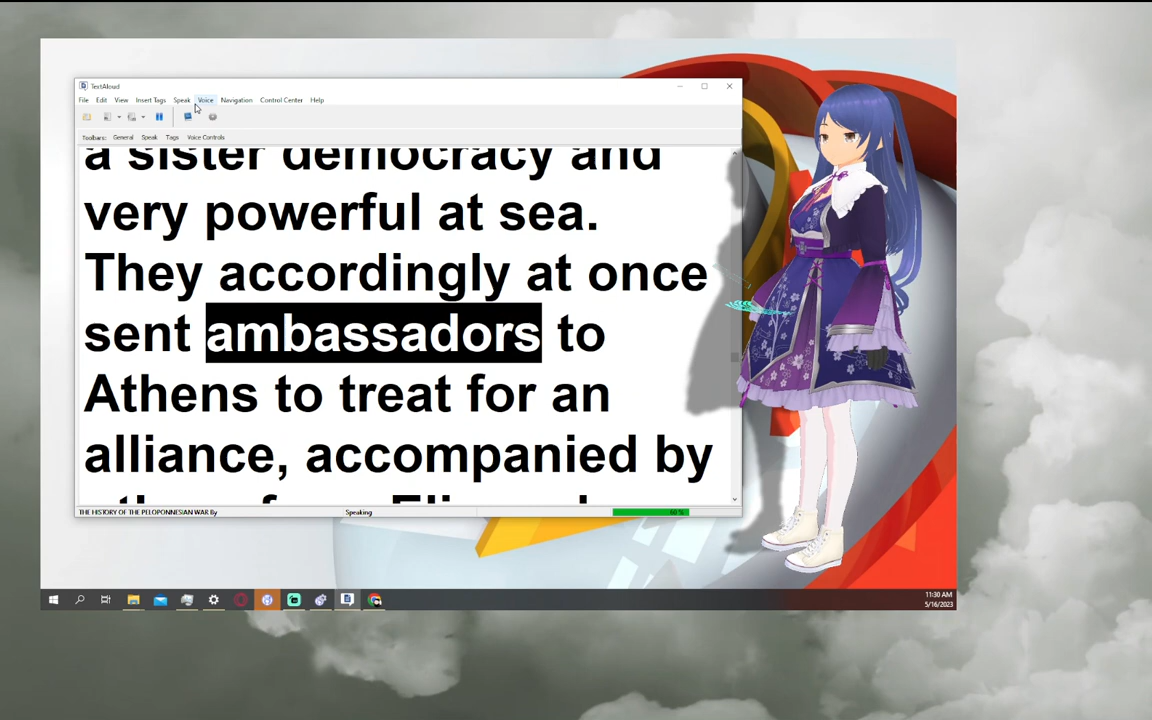 TextAloud
File Edit View Insert Tags Speak Voice Navigation Control Center Help
Toolbars: General Speak Tags Voice Controls
a sister democracy and
very powerful at sea.
They accordingly at once
sent ambassadors to
Athens to treat for an
alliance, accompanied by
THE HISTORY OF THE PELOPONNESIAN WAR By Speaking 60 %
11:30 AM
5/16/2023